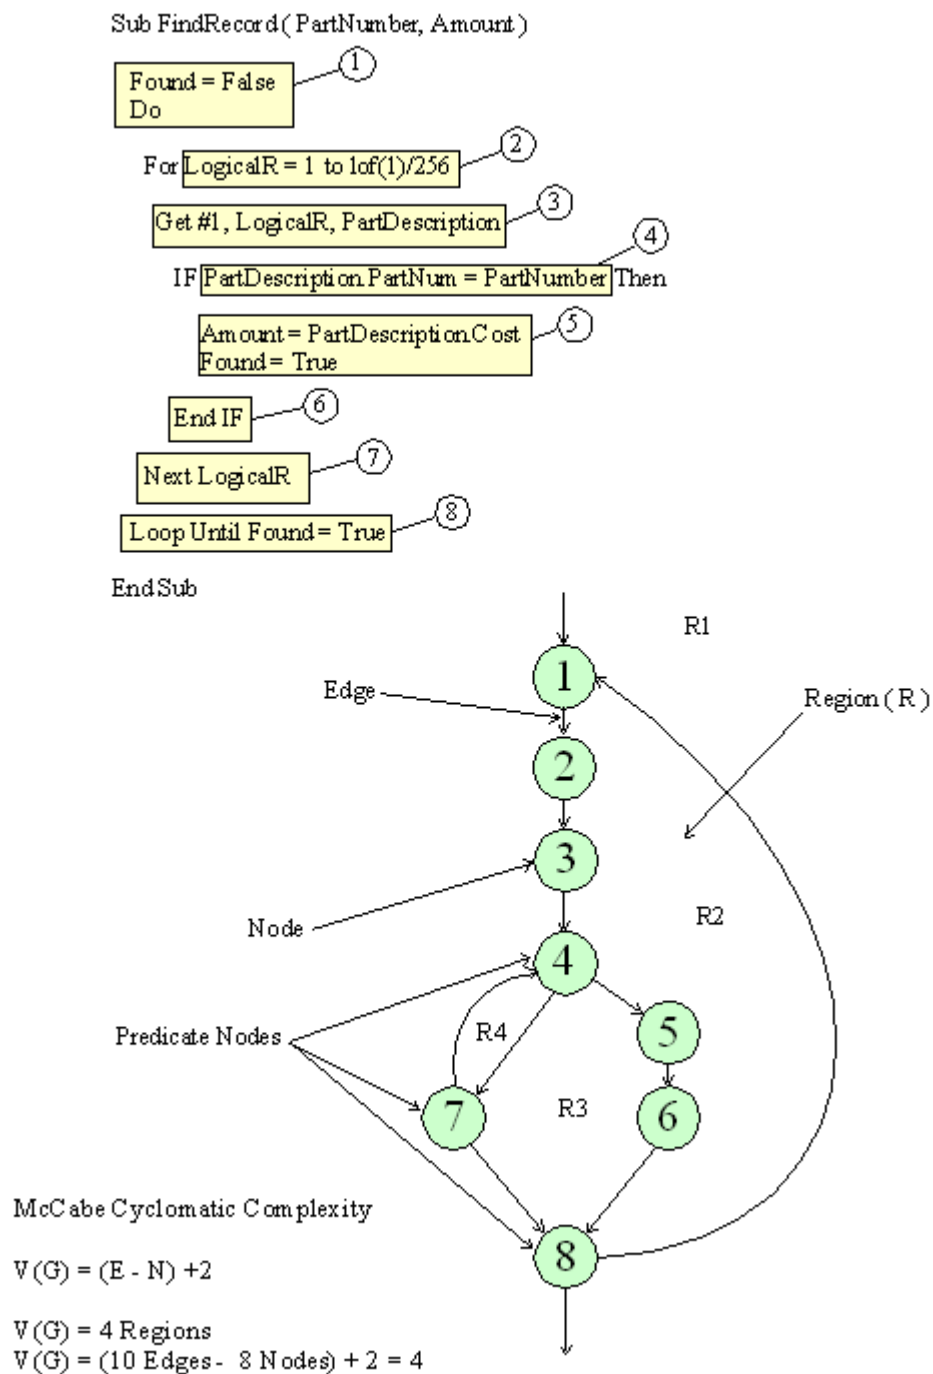 Sub FindRecord ( PartNumber, Amount )
1
Found = False
Do
2
For LogicalR = 1 to lof(1)/256
3
Get #1, LogicalR, PartDescription
4
IF PartDescription.PartNum = PartNumber Then
5
Amount = PartDescription.Cost
Found = True
6
End IF
7
Next LogicalR
8
Loop Until Found = True
End Sub
R1
1
Edge
Region ( R )
2
3
R2
Node
4
R4
5
Predicate Nodes
7
R3
6
McCabe Cyclomatic Complexity
8
V(G) = (E - N) +2
V(G) = 4 Regions
V(G) = (10 Edges - 8 Nodes) + 2 = 4